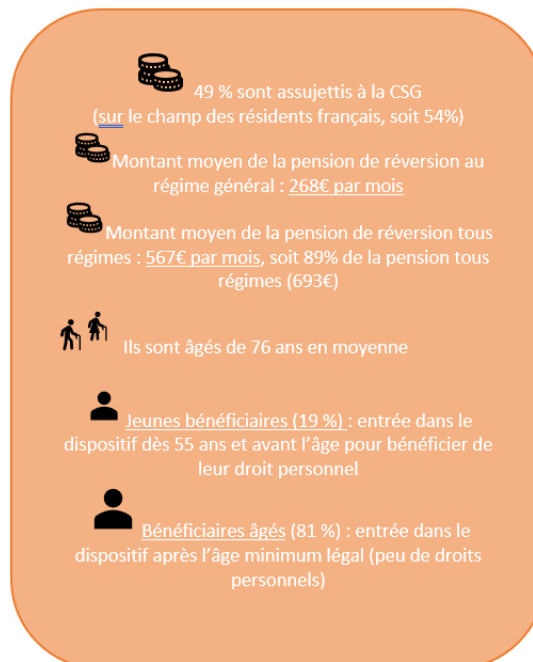 49 % sont assujettis à la CSG
(sur le champ des résidents français, soit 54%)
Montant moyen de la pension de réversion au
régime général : 268€ par mois
Montant moyen de la pension de réversion tous
régimes : 567€ par mois, soit 89% de la pension tous
régimes (693€)
Ils sont âgés de 76 ans en moyenne
Jeunes bénéficiaires (19 %) : entrée dans le
dispositif dès 55 ans et avant l’âge pour bénéficier de
leur droit personnel
Bénéficiaires âgés (81 %) : entrée dans le
dispositif après l’âge minimum légal (peu de droits
personnels)